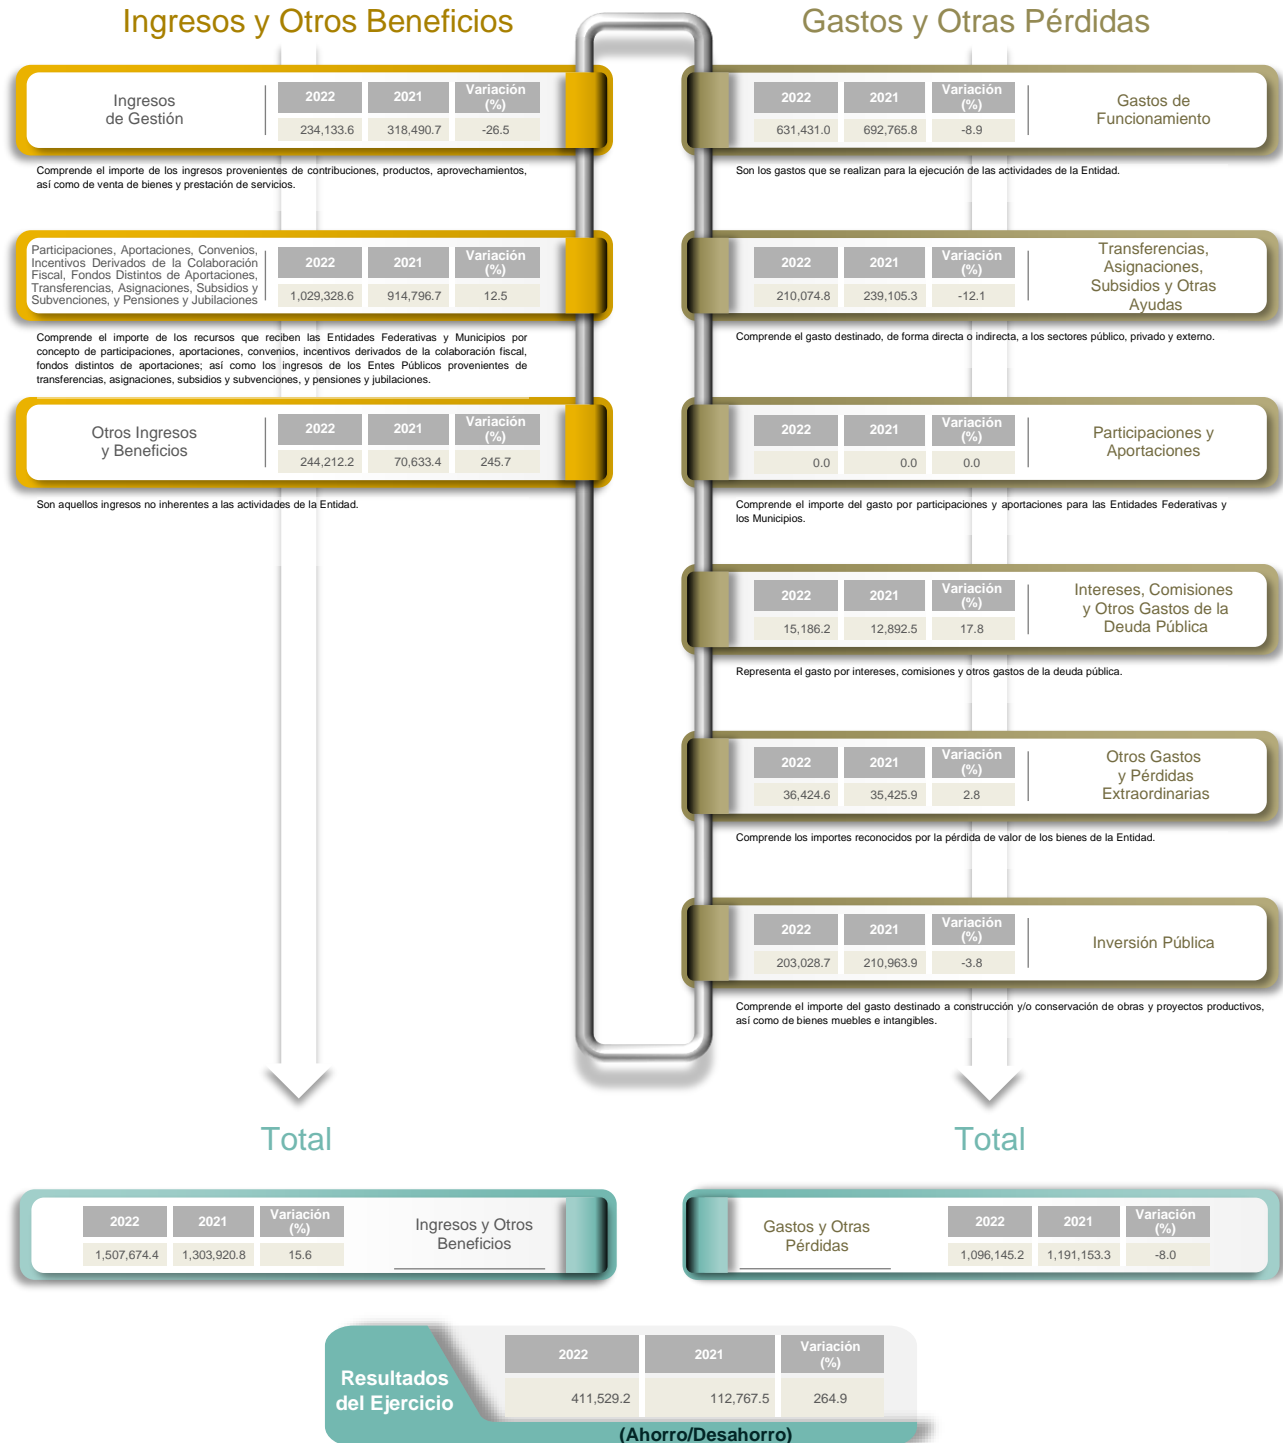 Ingresos y Otros Beneficios
Ingresos
de Gestión
2022 2021 Variación
(%)
234,133.6 318,490.7 -26.5
Comprende el importe de los ingresos provenientes de contribuciones, productos, aprovechamientos,
así como de venta de bienes y prestación de servicios.
Participaciones, Aportaciones, Convenios,
Incentivos Derivados de la Colaboración
Fiscal, Fondos Distintos de Aportaciones,
Transferencias, Asignaciones, Subsidios y
Subvenciones, y Pensiones y Jubilaciones
2022 2021 Variación
(%)
1,029,328.6 914,796.7 12.5
Comprende el importe de los recursos que reciben las Entidades Federativas y Municipios por
concepto de participaciones, aportaciones, convenios, incentivos derivados de la colaboración fiscal,
fondos distintos de aportaciones; así como los ingresos de los Entes Públicos provenientes de
transferencias, asignaciones, subsidios y subvenciones, y pensiones y jubilaciones.
Otros Ingresos
y Beneficios
2022 2021 Variación
(%)
244,212.2 70,633.4 245.7
Son aquellos ingresos no inherentes a las actividades de la Entidad.
Gastos y Otras Pérdidas
2022 2021 Variación
(%)
631,431.0 692,765.8 -8.9
Gastos de
Funcionamiento
Son los gastos que se realizan para la ejecución de las actividades de la Entidad.
2022 2021 Variación
(%)
210,074.8 239,105.3 -12.1
Transferencias,
Asignaciones,
Subsidios y Otras
Ayudas
Comprende el gasto destinado, de forma directa o indirecta, a los sectores público, privado y externo.
2022 2021 Variación
(%)
0.0 0.0 0.0
Participaciones y
Aportaciones
Comprende el importe del gasto por participaciones y aportaciones para las Entidades Federativas y
los Municipios.
2022 2021 Variación
(%)
15,186.2 12,892.5 17.8
Intereses, Comisiones
y Otros Gastos de la
Deuda Pública
Representa el gasto por intereses, comisiones y otros gastos de la deuda pública.
2022 2021 Variación
(%)
36,424.6 35,425.9 2.8
Otros Gastos
y Pérdidas
Extraordinarias
Comprende los importes reconocidos por la pérdida de valor de los bienes de la Entidad.
2022 2021 Variación
(%)
203,028.7 210,963.9 -3.8
Inversión Pública
Comprende el importe del gasto destinado a construcción y/o conservación de obras y proyectos productivos,
así como de bienes muebles e intangibles.
Total
2022 2021 Variación
(%)
1,507,674.4 1,303,920.8 15.6
Ingresos y Otros
Beneficios
Total
Gastos y Otras
Pérdidas
2022 2021 Variación
(%)
1,096,145.2 1,191,153.3 -8.0
Resultados
del Ejercicio
2022 2021 Variación
(%)
411,529.2 112,767.5 264.9
(Ahorro/Desahorro)